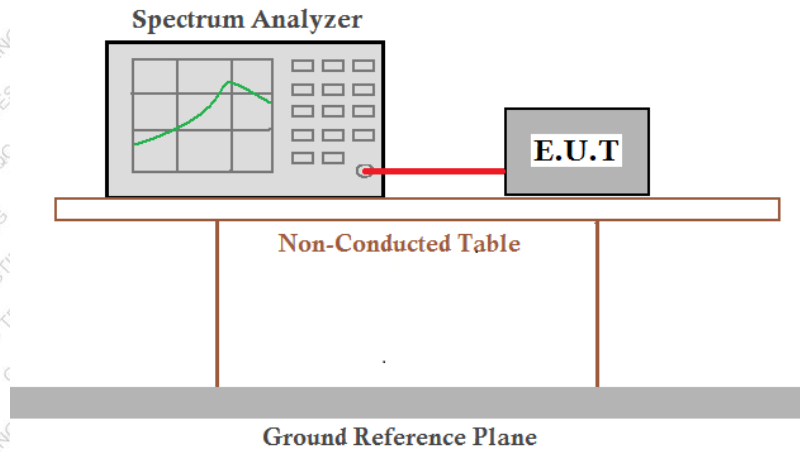 Spectrum Analyzer
E.U.T
Non-Conducted Table
Ground Reference Plane